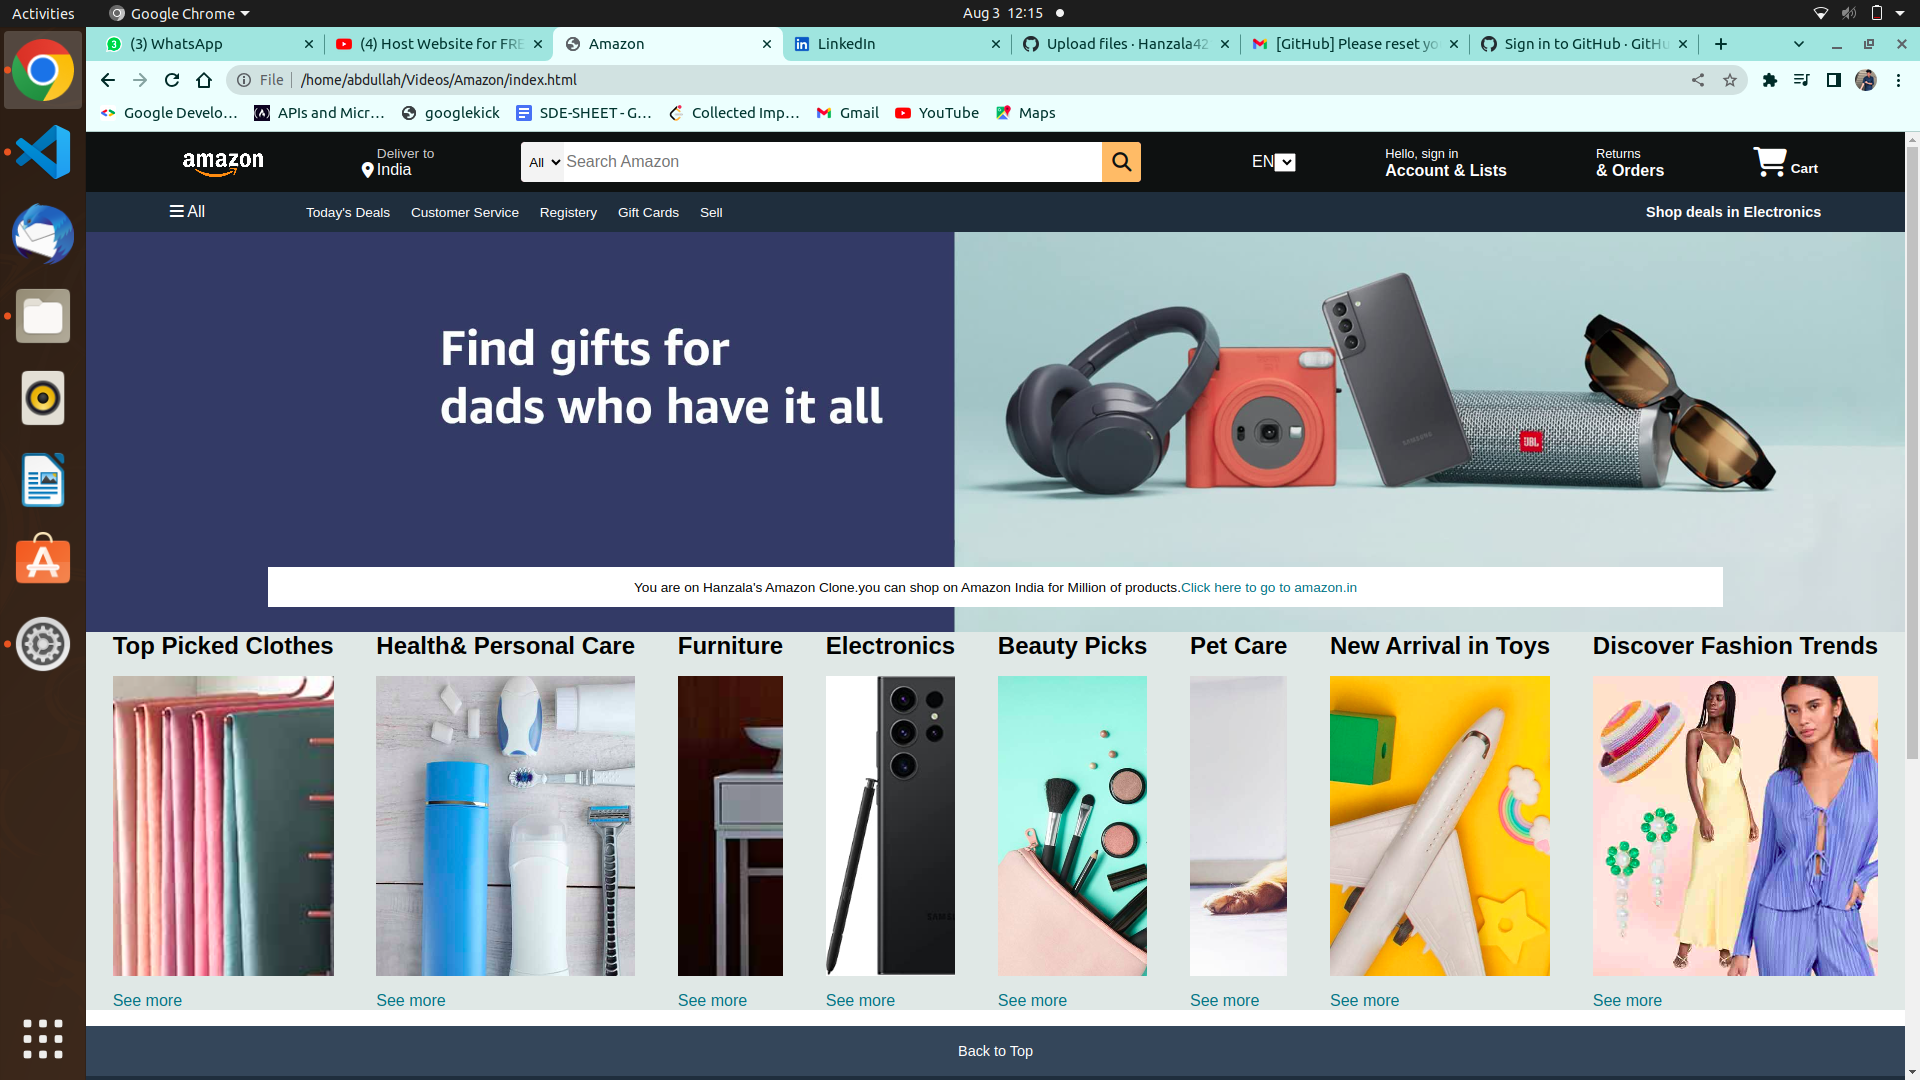 Activities
Google Chrome
Aug 3 12:15
(3) WhatsApp
(4) Host Website for FRE
Amazon
LinkedIn
Upload files · Hanzala42
[GitHub] Please reset yo
Sign in to GitHub · GitHu
File
/home/abdullah/Videos/Amazon/index.html
Google Develo…
APIs and Micr…
googlekick
SDE-SHEET - G…
Collected Imp…
Gmail
YouTube
Maps
amazon
Deliver to
India
All
Search Amazon
EN
Hello, sign in
Account & Lists
Returns
& Orders
Cart
All
Today's Deals
Customer Service
Registery
Gift Cards
Sell
Shop deals in Electronics
Find gifts for
dads who have it all
SAMSUNG
JBL
You are on Hanzala's Amazon Clone.you can shop on Amazon India for Million of products.Click here to go to amazon.in
Top Picked Clothes
Health& Personal Care
Furniture
Electronics
Beauty Picks
Pet Care
New Arrival in Toys
Discover Fashion Trends
See more
See more
See more
See more
See more
See more
See more
See more
Back to Top